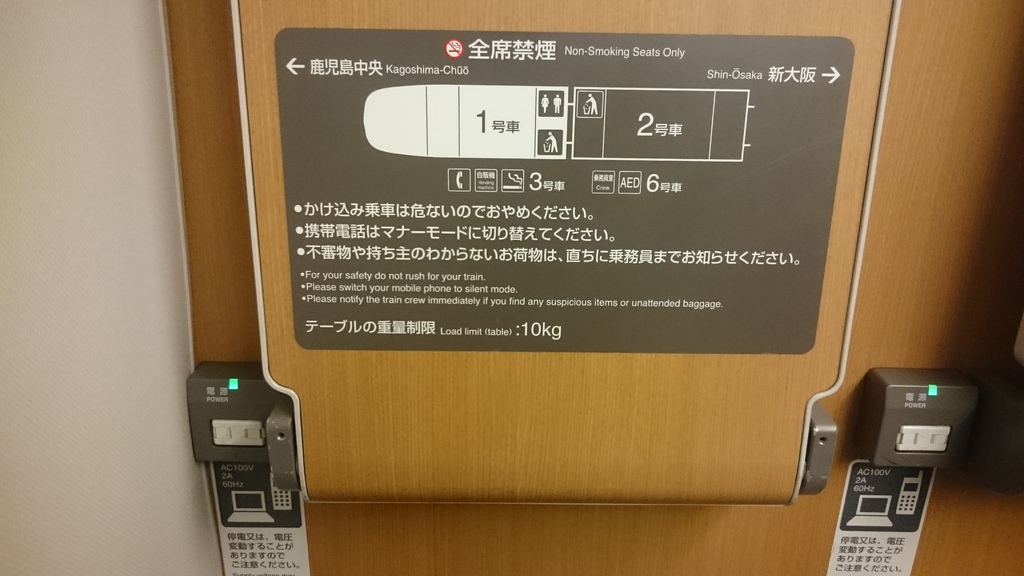 全席禁煙 Non-Smoking Seats Only
← 鹿児島中央 Kagoshima-Chūō
Shin-Ōsaka 新大阪 →
1号車
2号車
自販機 Vending machine 3号車
乗務員室 Crew AED 6号車
●かけ込み乗車は危ないのでおやめください。
●携帯電話はマナーモードに切り替えてください。
●不審物や持ち主のわからないお荷物は、直ちに乗務員までお知らせください。
●For your safety do not rush for your train.
●Please switch your mobile phone to silent mode.
●Please notify the train crew immediately if you find any suspicious items or unattended baggage.
テーブルの重量制限 Load limit (table) :10kg
電源
POWER
AC100V
2A
60Hz
停電又は、電圧
変動することが
ありますので
ご注意ください。
Supply voltage may
電源
POWER
AC100V
2A
60Hz
停電又は、電圧
変動することが
ありますので
ご注意ください。